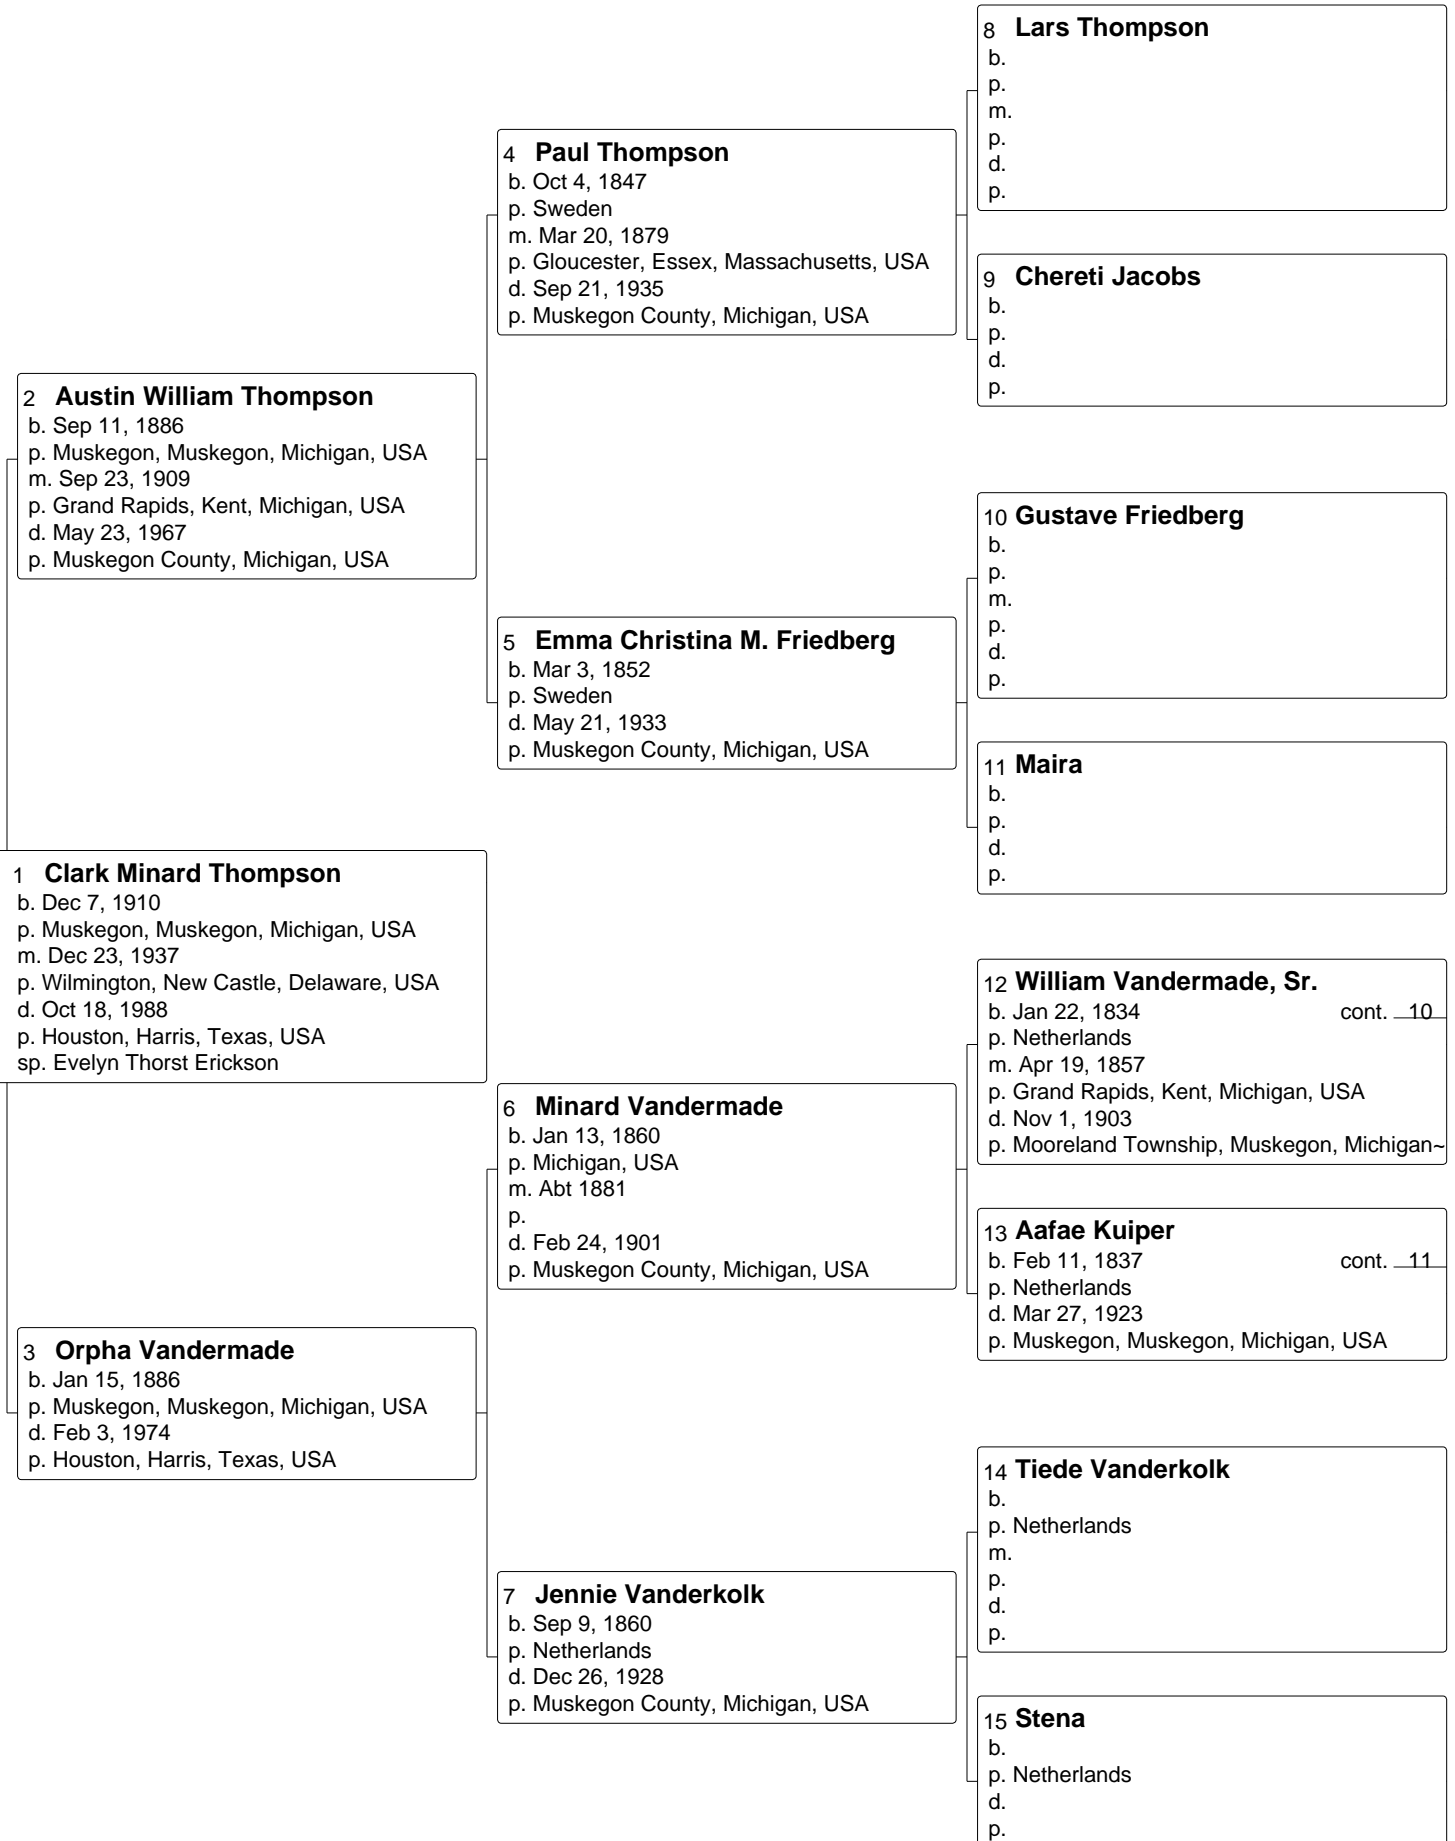 8 Lars Thompson
b.
p.
m.
p.
d.
p.
4 Paul Thompson
b. Oct 4, 1847
p. Sweden
m. Mar 20, 1879
p. Gloucester, Essex, Massachusetts, USA
d. Sep 21, 1935
p. Muskegon County, Michigan, USA
9 Chereti Jacobs
b.
p.
d.
p.
2 Austin William Thompson
b. Sep 11, 1886
p. Muskegon, Muskegon, Michigan, USA
m. Sep 23, 1909
p. Grand Rapids, Kent, Michigan, USA
d. May 23, 1967
p. Muskegon County, Michigan, USA
10 Gustave Friedberg
b.
p.
m.
p.
d.
p.
5 Emma Christina M. Friedberg
b. Mar 3, 1852
p. Sweden
d. May 21, 1933
p. Muskegon County, Michigan, USA
11 Maira
b.
p.
d.
p.
1 Clark Minard Thompson
b. Dec 7, 1910
p. Muskegon, Muskegon, Michigan, USA
m. Dec 23, 1937
p. Wilmington, New Castle, Delaware, USA
d. Oct 18, 1988
p. Houston, Harris, Texas, USA
sp. Evelyn Thorst Erickson
12 William Vandermade, Sr.
b. Jan 22, 1834 cont. 10
p. Netherlands
m. Apr 19, 1857
p. Grand Rapids, Kent, Michigan, USA
d. Nov 1, 1903
p. Mooreland Township, Muskegon, Michigan~
6 Minard Vandermade
b. Jan 13, 1860
p. Michigan, USA
m. Abt 1881
p.
d. Feb 24, 1901
p. Muskegon County, Michigan, USA
13 Aafae Kuiper
b. Feb 11, 1837 cont. 11
p. Netherlands
d. Mar 27, 1923
p. Muskegon, Muskegon, Michigan, USA
3 Orpha Vandermade
b. Jan 15, 1886
p. Muskegon, Muskegon, Michigan, USA
d. Feb 3, 1974
p. Houston, Harris, Texas, USA
14 Tiede Vanderkolk
b.
p. Netherlands
m.
p.
d.
p.
7 Jennie Vanderkolk
b. Sep 9, 1860
p. Netherlands
d. Dec 26, 1928
p. Muskegon County, Michigan, USA
15 Stena
b.
p. Netherlands
d.
p.